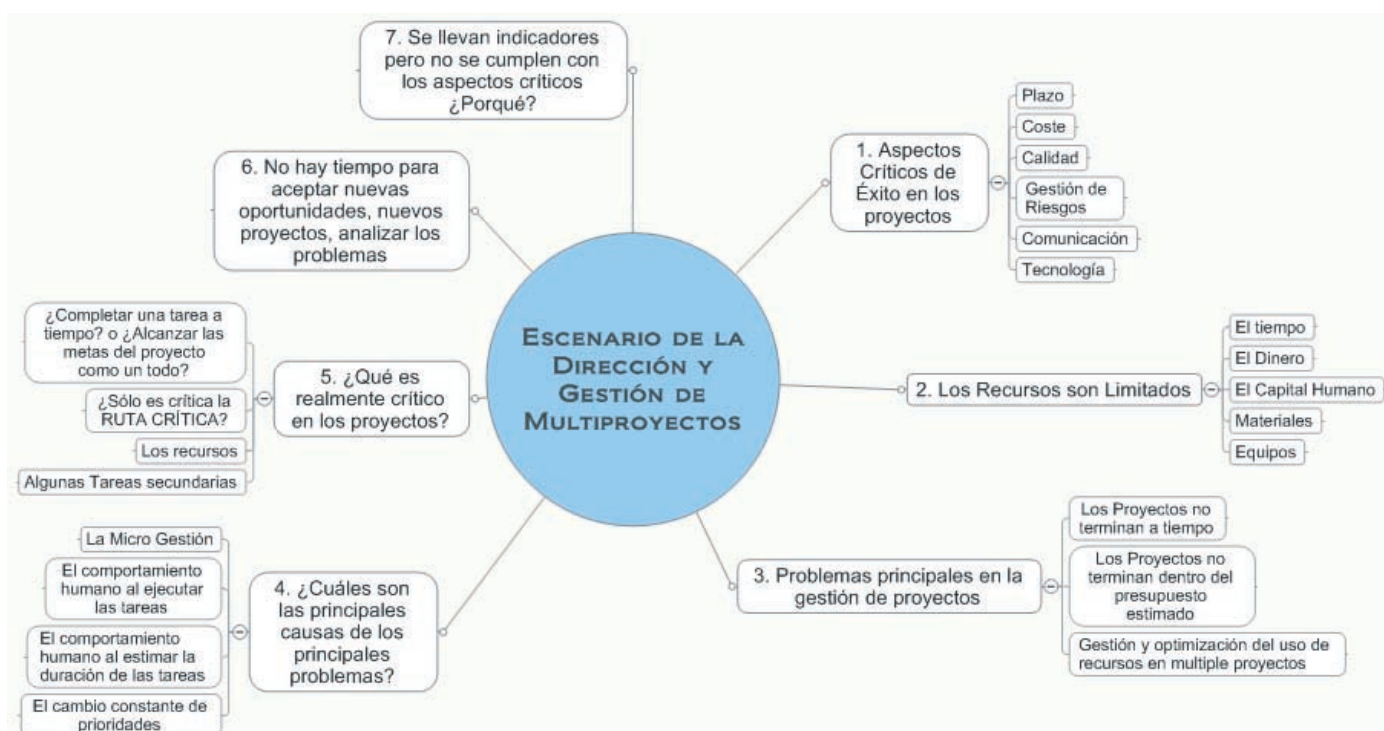 ESCENARIO DE LA
DIRECCIÓN Y
GESTIÓN DE
MULTIPROYECTOS
1. Aspectos
Críticos de
Éxito en los
proyectos
Plazo
Coste
Calidad
Gestión de
Riesgos
Comunicación
Tecnología
2. Los Recursos son Limitados
El tiempo
El Dinero
El Capital Humano
Materiales
Equipos
3. Problemas principales en la
gestión de proyectos
Los Proyectos no
terminan a tiempo
Los Proyectos no
terminan dentro del
presupuesto
estimado
Gestión y optimización del uso de
recursos en multiple proyectos
4. ¿Cuáles son
las principales
causas de los
principales
problemas?
La Micro Gestión
El comportamiento
humano al ejecutar
las tareas
El comportamiento
humano al estimar la
duración de las tareas
El cambio constante de
prioridades
5. ¿Qué es
realmente crítico
en los proyectos?
¿Completar una tarea a
tiempo? o ¿Alcanzar las
metas del proyecto
como un todo?
¿Sólo es crítica la
RUTA CRÍTICA?
Los recursos
Algunas Tareas secundarias
6. No hay tiempo para
aceptar nuevas
oportunidades, nuevos
proyectos, analizar los
problemas
7. Se llevan indicadores
pero no se cumplen con
los aspectos críticos
¿Porqué?